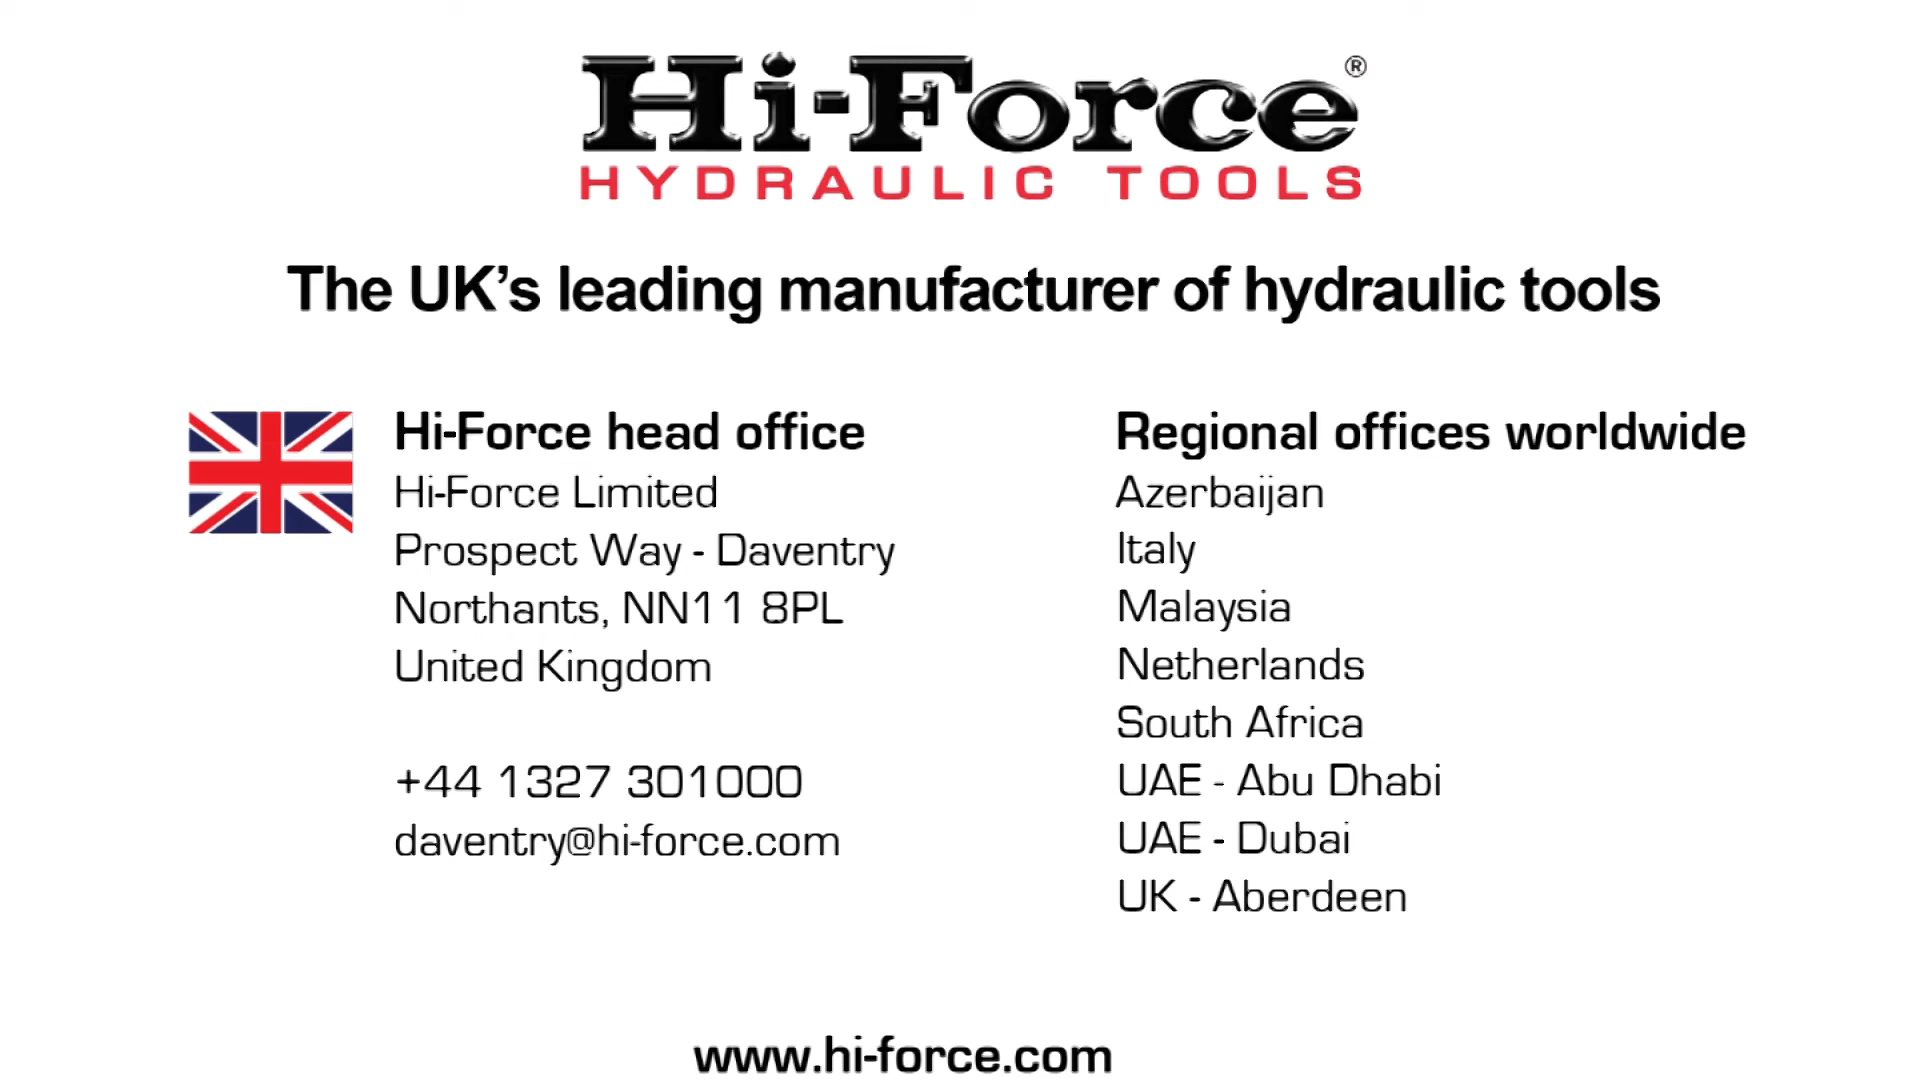 Hi-Force®
HYDRAULIC TOOLS
The UK’s leading manufacturer of hydraulic tools
Hi-Force head office
Hi-Force Limited
Prospect Way - Daventry
Northants, NN11 8PL
United Kingdom
+44 1327 301000
daventry@hi-force.com
Regional offices worldwide
Azerbaijan
Italy
Malaysia
Netherlands
South Africa
UAE - Abu Dhabi
UAE - Dubai
UK - Aberdeen
www.hi-force.com